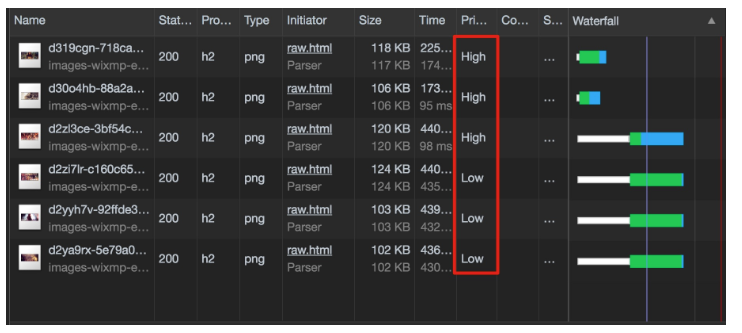 Name Stat... Pro... Type Initiator Size Time Pri... Co... S... Waterfall
d319cgn-718ca... 200 h2 png raw.html 118 KB 225... High ...
images-wixmp-e... Parser 117 KB 174...
d30o4hb-88a2a... 200 h2 png raw.html 106 KB 173... High ...
images-wixmp-e... Parser 106 KB 95 ms
d2zl3ce-3bf54c... 200 h2 png raw.html 120 KB 440... High ...
images-wixmp-e... Parser 120 KB 98 ms
d2zi7lr-c160c65... 200 h2 png raw.html 124 KB 440... Low ...
images-wixmp-e... Parser 124 KB 435...
d2yyh7v-92ffde3... 200 h2 png raw.html 103 KB 439... Low ...
images-wixmp-e... Parser 103 KB 432...
d2ya9rx-5e79a0... 200 h2 png raw.html 102 KB 436... Low ...
images-wixmp-e... Parser 102 KB 430...